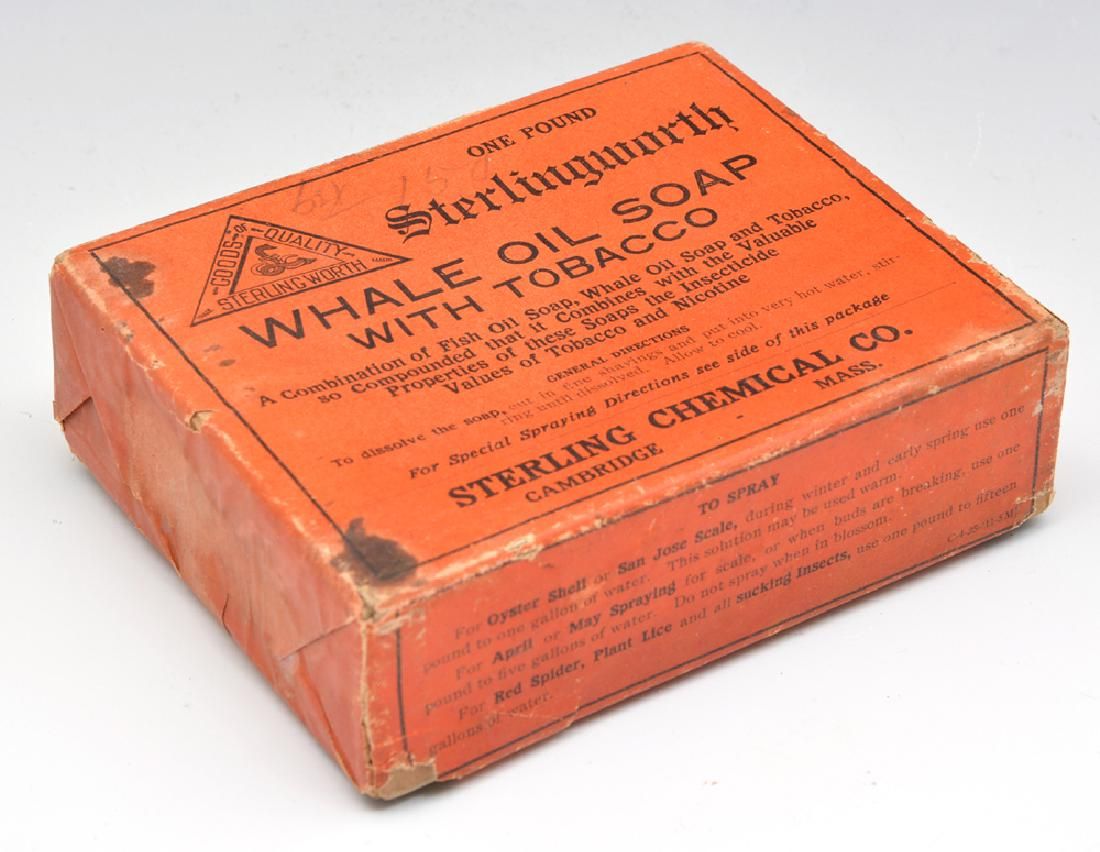 ONE POUND
Sterlingworth
GOODS OF QUALITY
STERLINGWORTH
WHALE OIL SOAP
WITH TOBACCO
A Combination of Fish Oil Soap, Whale Oil Soap and Tobacco,
so Compounded that it Combines with the Valuable
Properties of these Soaps the Insecticide
Values of Tobacco and Nicotine
GENERAL DIRECTIONS
To dissolve the soap, cut in fine shavings and put into very hot water, stir-
ring until dissolved. Allow to cool.
For Special Spraying Directions see side of this package
STERLING CHEMICAL CO.
CAMBRIDGE MASS.
TO SPRAY
For Oyster Shell or San Jose Scale, during winter and early spring use one
pound to one gallon of water. This solution may be used warm.
For April or May Spraying for scale, or when buds are breaking, use one
pound to five gallons of water. Do not spray when in blossom.
For Red Spider, Plant Lice and all sucking Insects, use one pound to fifteen
gallons of water.